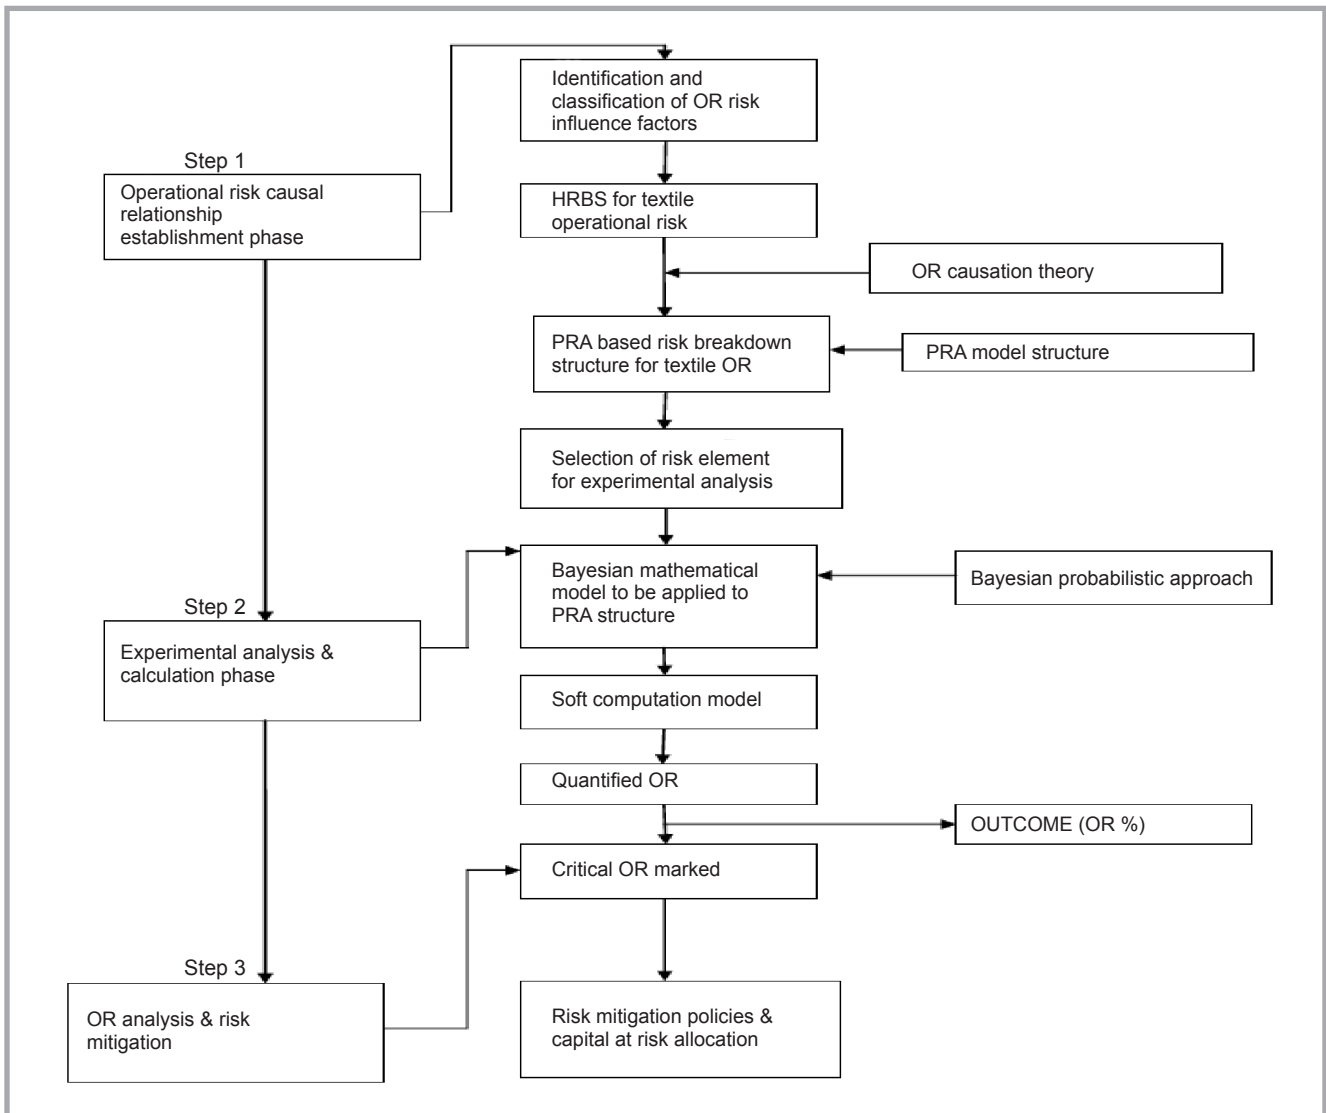 Identification and
classification of OR risk
influence factors
Step 1
Operational risk causal
relationship
establishment phase
HRBS for textile
operational risk
OR causation theory
PRA based risk breakdown
structure for textile OR
PRA model structure
Selection of risk element
for experimental analysis
Bayesian mathematical
model to be applied to
PRA structure
Bayesian probabilistic approach
Step 2
Experimental analysis &
calculation phase
Soft computation model
Quantified OR
OUTCOME (OR %)
Critical OR marked
Step 3
OR analysis & risk
mitigation
Risk mitigation policies &
capital at risk allocation